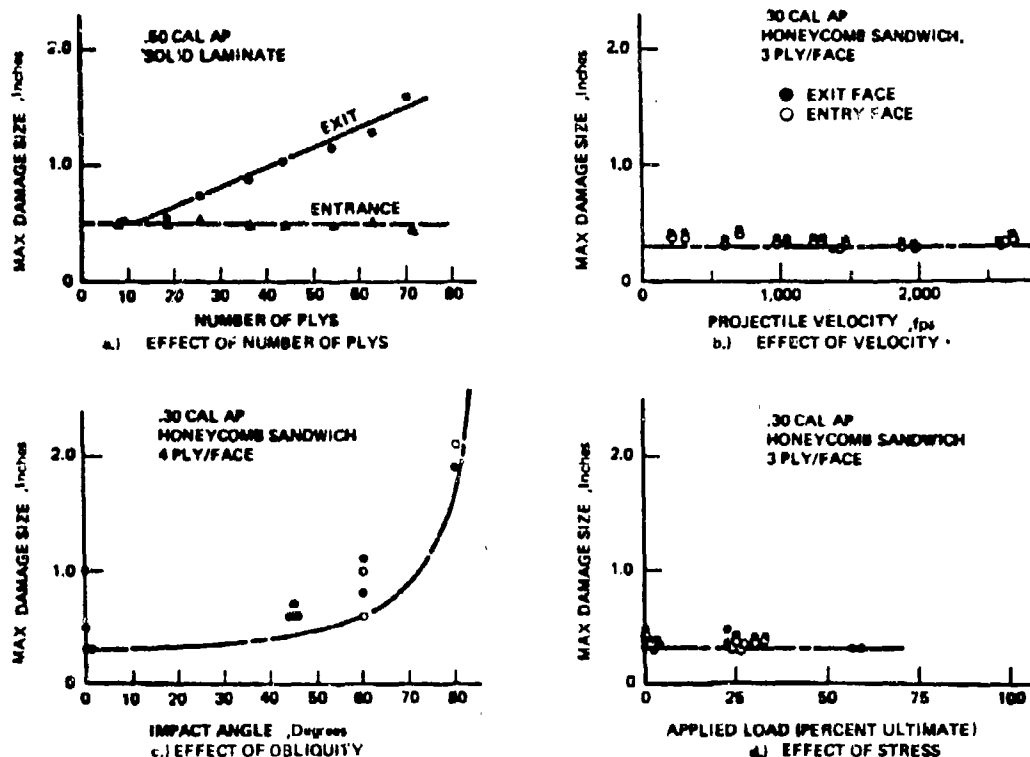 .50 CAL AP
SOLID LAMINATE
2.0
1.0
0
MAX DAMAGE SIZE ,Inches
EXIT
ENTRANCE
0 10 20 30 40 50 60 70 80
NUMBER OF PLYS
a.) EFFECT OF NUMBER OF PLYS
.30 CAL AP
HONEYCOMB SANDWICH,
3 PLY/FACE
● EXIT FACE
○ ENTRY FACE
2.0
1.0
0
MAX DAMAGE SIZE ,Inches
0 1,000 2,000
PROJECTILE VELOCITY ,fps
b.) EFFECT OF VELOCITY
.30 CAL AP
HONEYCOMB SANDWICH
4 PLY/FACE
2.0
1.0
0
MAX DAMAGE SIZE ,Inches
0 10 20 30 40 50 60 70 80
IMPACT ANGLE ,Degrees
c.) EFFECT OF OBLIQUITY
.30 CAL AP
HONEYCOMB SANDWICH
3 PLY/FACE
2.0
1.0
0
MAX DAMAGE SIZE ,Inches
0 25 50 75 100
APPLIED LOAD (PERCENT ULTIMATE)
d.) EFFECT OF STRESS